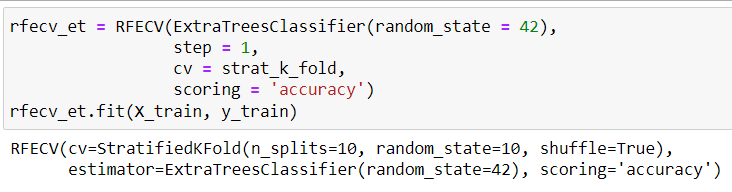 rfecv_et = RFECV(ExtraTreesClassifier(random_state = 42),
step = 1,
cv = strat_k_fold,
scoring = 'accuracy')
rfecv_et.fit(X_train, y_train)
RFECV(cv=StratifiedKFold(n_splits=10, random_state=10, shuffle=True),
estimator=ExtraTreesClassifier(random_state=42), scoring='accuracy')